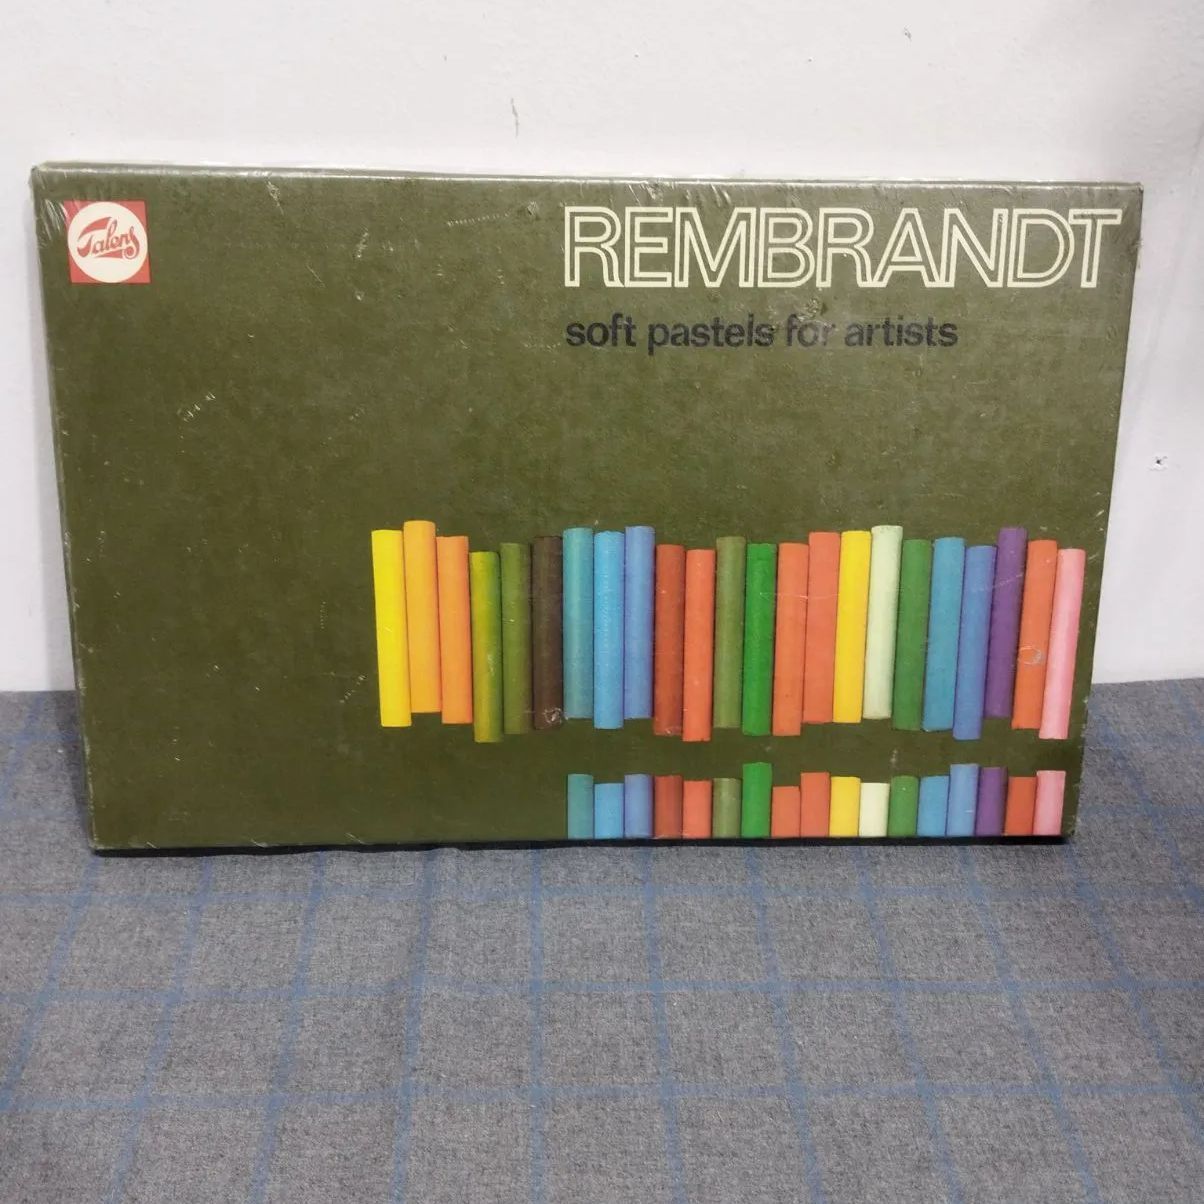 Talens
REMBRANDT
soft pastels for artists